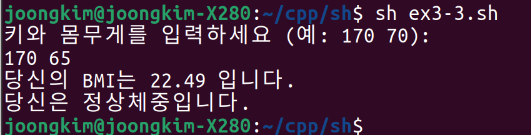 joongkim@joongkim-X280:~/cpp/sh$ sh ex3-3.sh
키와 몸무게를 입력하세요 (예: 170 70):
170 65
당신의 BMI는 22.49 입니다.
당신은 정상체중입니다.
joongkim@joongkim-X280:~/cpp/sh$